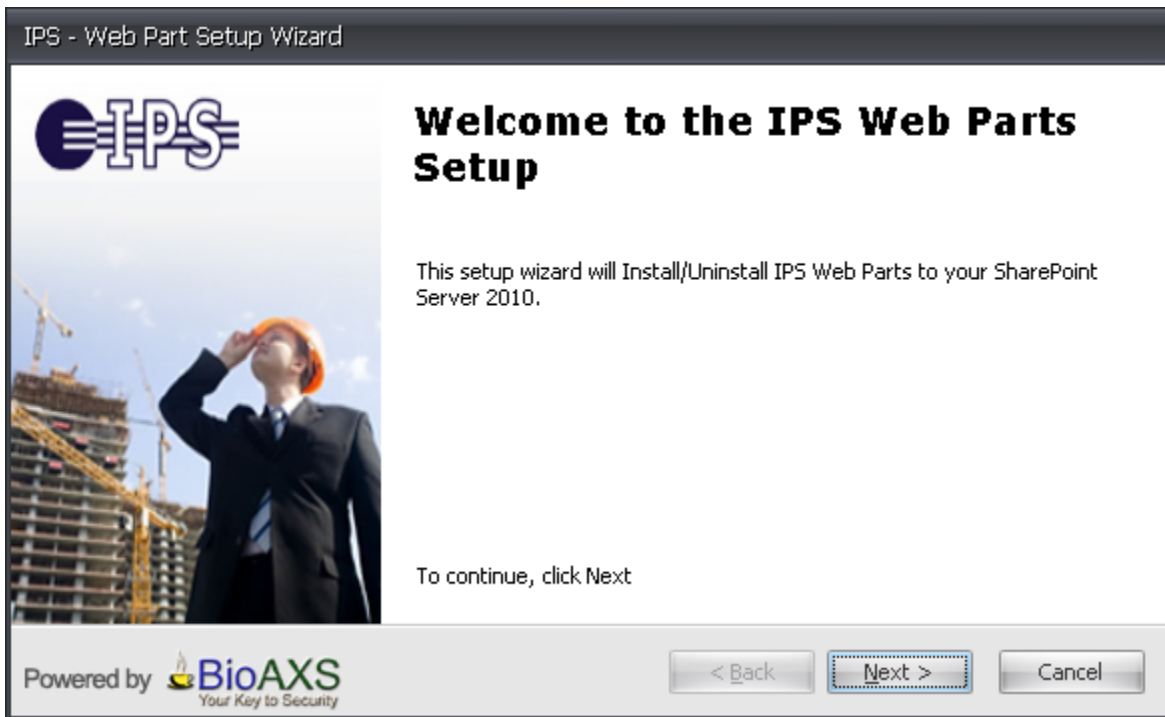 IPS - Web Part Setup Wizard
IPS
Welcome to the IPS Web Parts
Setup
This setup wizard will Install/Uninstall IPS Web Parts to your SharePoint
Server 2010.
To continue, click Next
Powered by BioAXS
Your Key to Security
< Back Next > Cancel